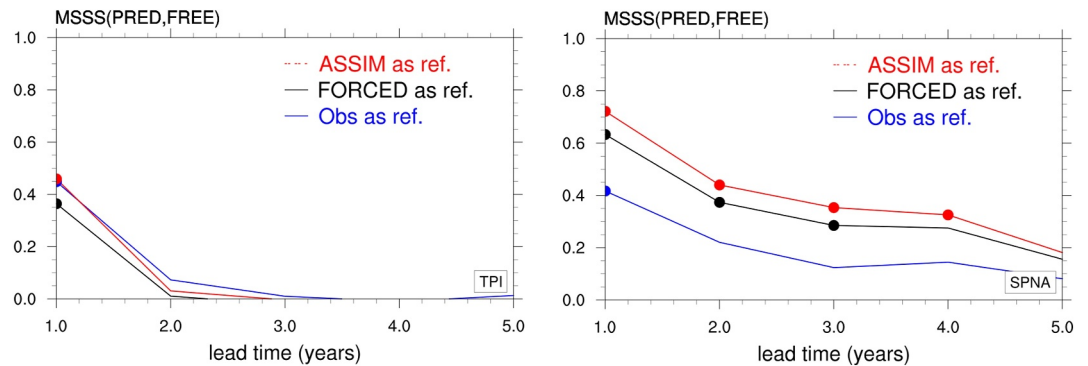 MSSS(PRED,FREE)
1.0
0.8
0.6
0.4
0.2
0.0
ASSIM as ref.
FORCED as ref.
Obs as ref.
TPI
1.0 2.0 3.0 4.0 5.0
lead time (years)
MSSS(PRED,FREE)
1.0
0.8
0.6
0.4
0.2
0.0
ASSIM as ref.
FORCED as ref.
Obs as ref.
SPNA
1.0 2.0 3.0 4.0 5.0
lead time (years)